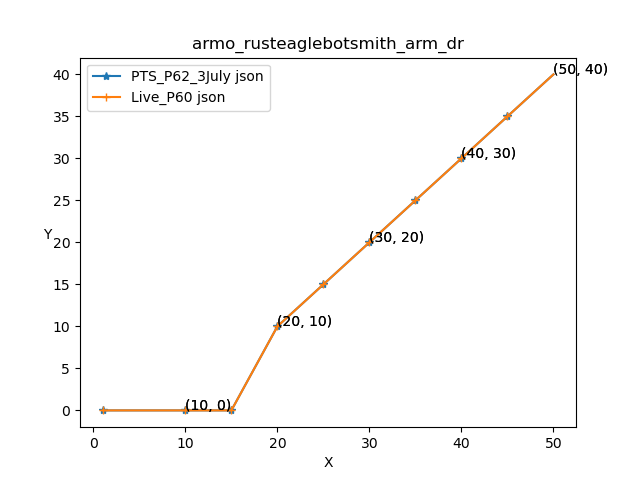 armo_rusteaglebotsmith_arm_dr
PTS_P62_3July json
Live_P60 json
(50, 40)
(40, 30)
(30, 20)
(20, 10)
(10, 0)
Y
40
35
30
25
20
15
10
5
0
0 10 20 30 40 50
X